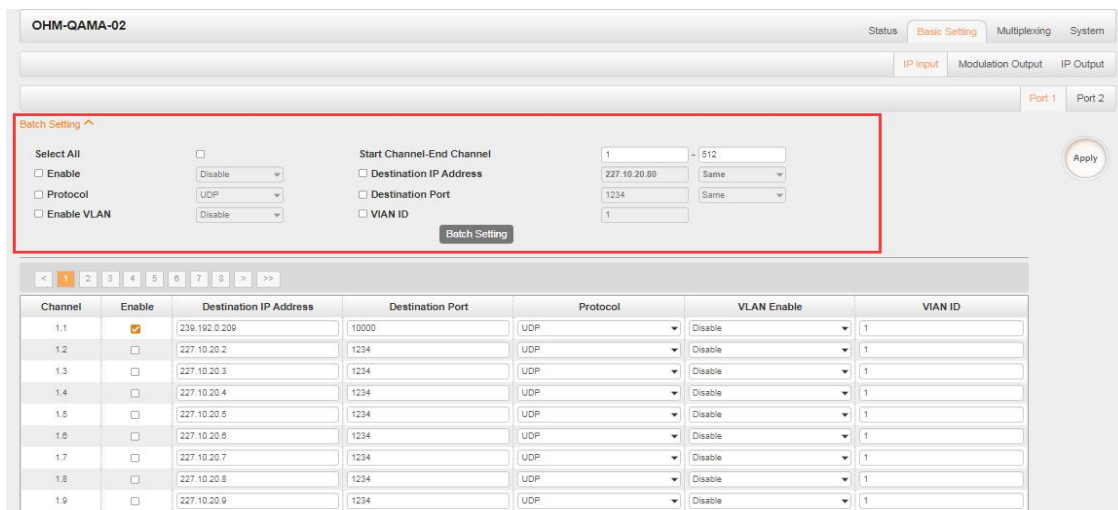 OHM-QAMA-02
Status Basic Setting Multiplexing System
IP Input Modulation Output IP Output
Port 1 Port 2
Batch Setting
Select All Start Channel-End Channel 1 - 512
Apply
Enable Disable Destination IP Address 227.10.20.80 Same
Protocol UDP Destination Port 1234 Same
Enable VLAN Disable VIAN ID 1
Batch Setting
< 1 2 3 4 5 6 7 8 > >>
Channel Enable Destination IP Address Destination Port Protocol VLAN Enable VIAN ID
1.1 239.192.0.209 10000 UDP Disable 1
1.2 227.10.20.2 1234 UDP Disable 1
1.3 227.10.20.3 1234 UDP Disable 1
1.4 227.10.20.4 1234 UDP Disable 1
1.5 227.10.20.5 1234 UDP Disable 1
1.6 227.10.20.6 1234 UDP Disable 1
1.7 227.10.20.7 1234 UDP Disable 1
1.8 227.10.20.8 1234 UDP Disable 1
1.9 227.10.20.9 1234 UDP Disable 1